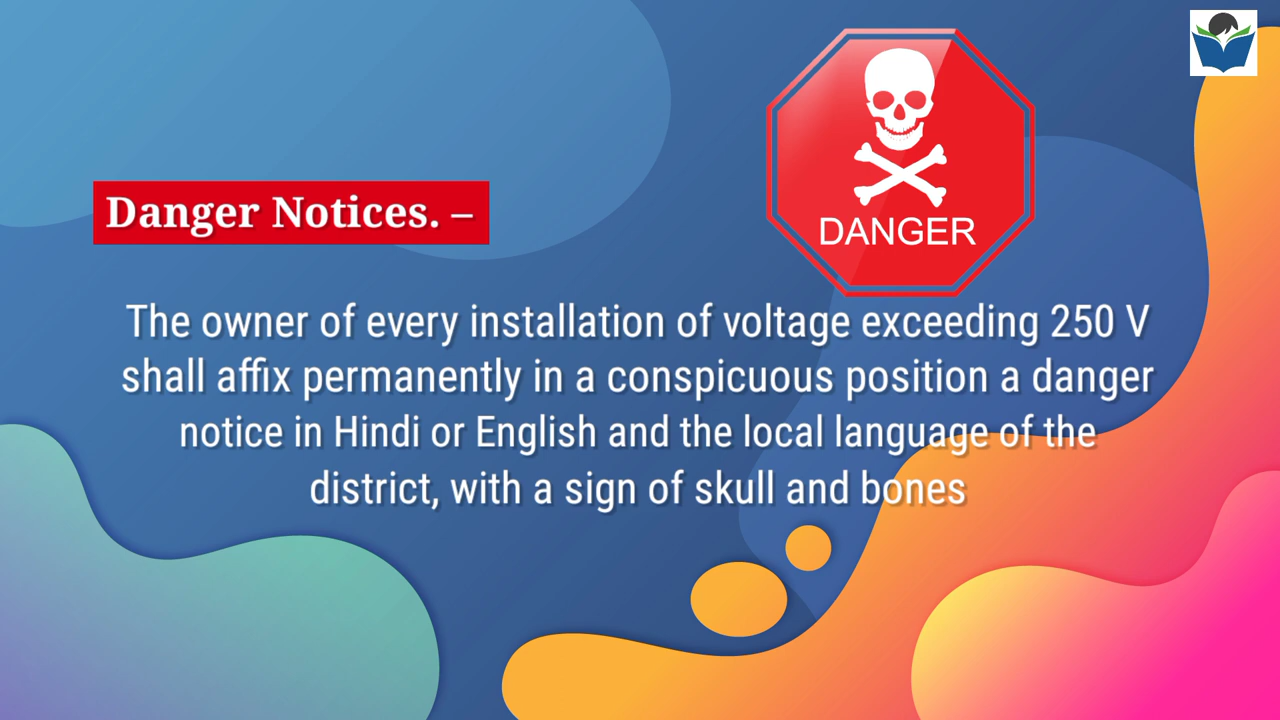 DANGER
Danger Notices. –
The owner of every installation of voltage exceeding 250 V
shall affix permanently in a conspicuous position a danger
notice in Hindi or English and the local language of the
district, with a sign of skull and bones